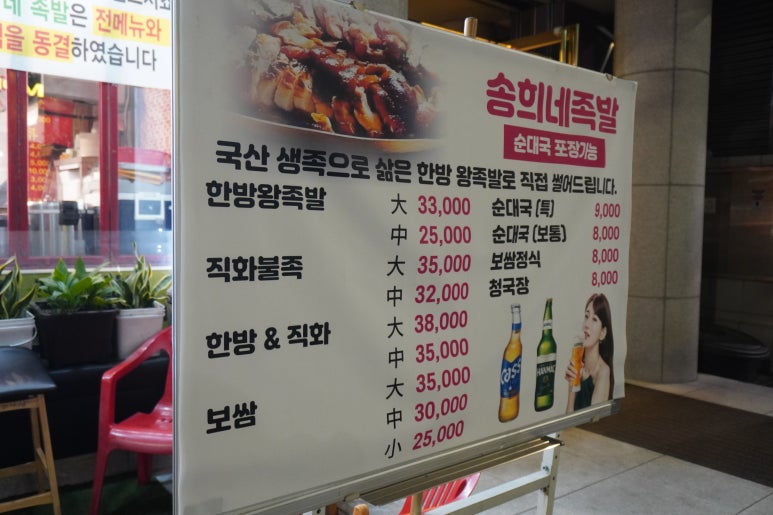 네 족발은 전메뉴와
을 동결하였습니다
송희네족발
순대국 포장가능
국산 생족으로 삶은 한방 왕족발로 직접 썰어드립니다.
한방왕족발 大 33,000
中 25,000
직화불족 大 35,000
中 32,000
한방 & 직화 大 38,000
中 35,000
보쌈 大 35,000
中 30,000
小 25,000
순대국 (특) 9,000
순대국 (보통) 8,000
보쌈정식 8,000
청국장 8,000
Cass
HANMAC